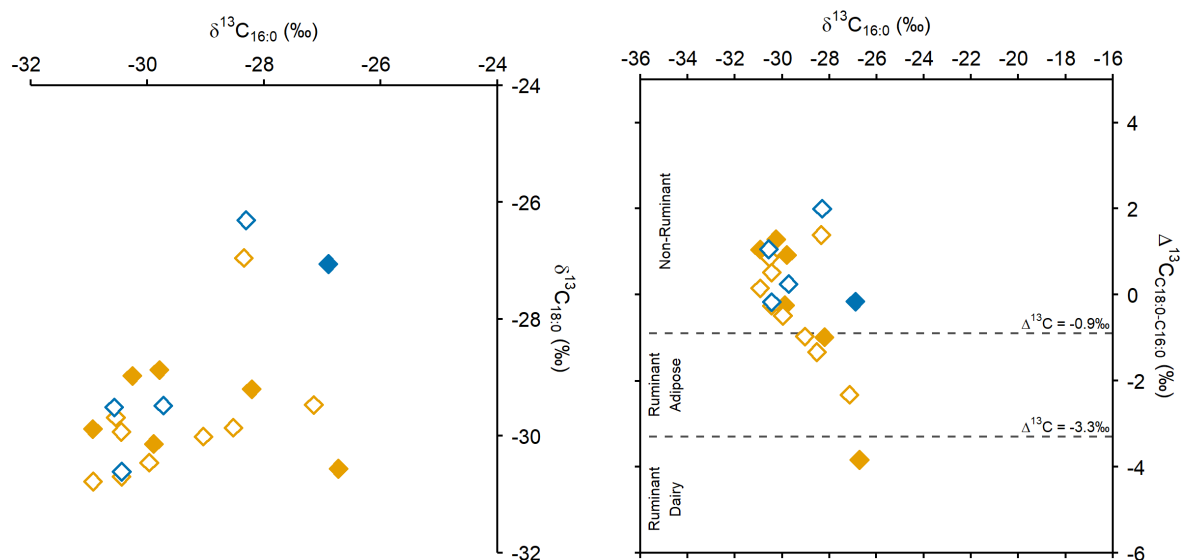 δ¹³C₁₆:₀ (‰)
-32 -30 -28 -26 -24
-24
-26
-28
-30
-32
δ¹³C₁₈:₀ (‰)
δ¹³C₁₆:₀ (‰)
-36 -34 -32 -30 -28 -26 -24 -22 -20 -18 -16
4
2
0
-2
-4
-6
Δ¹³C C18:0-C16:0 (‰)
Non-Ruminant
Δ¹³C = -0.9‰
Ruminant
Adipose
Δ¹³C = -3.3‰
Ruminant
Dairy